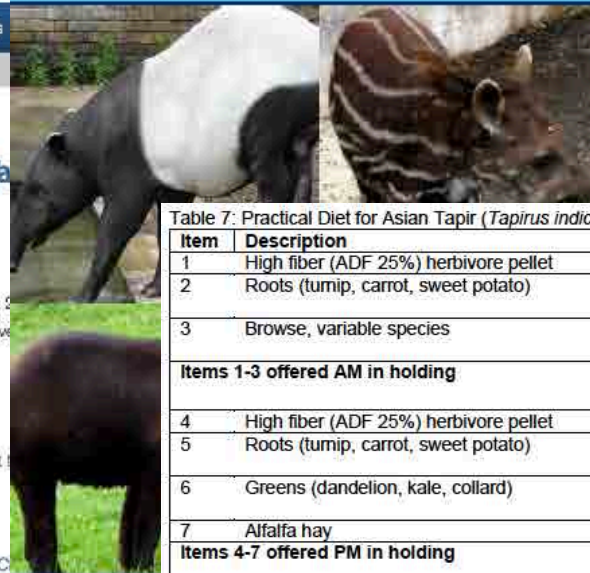 Table 7: Practical Diet for Asian Tapir (Tapirus indic
Item Description
1 High fiber (ADF 25%) herbivore pellet
2 Roots (turnip, carrot, sweet potato)
3 Browse, variable species
Items 1-3 offered AM in holding
4 High fiber (ADF 25%) herbivore pellet
5 Roots (turnip, carrot, sweet potato)
6 Greens (dandelion, kale, collard)
7 Alfalfa hay
Items 4-7 offered PM in holding